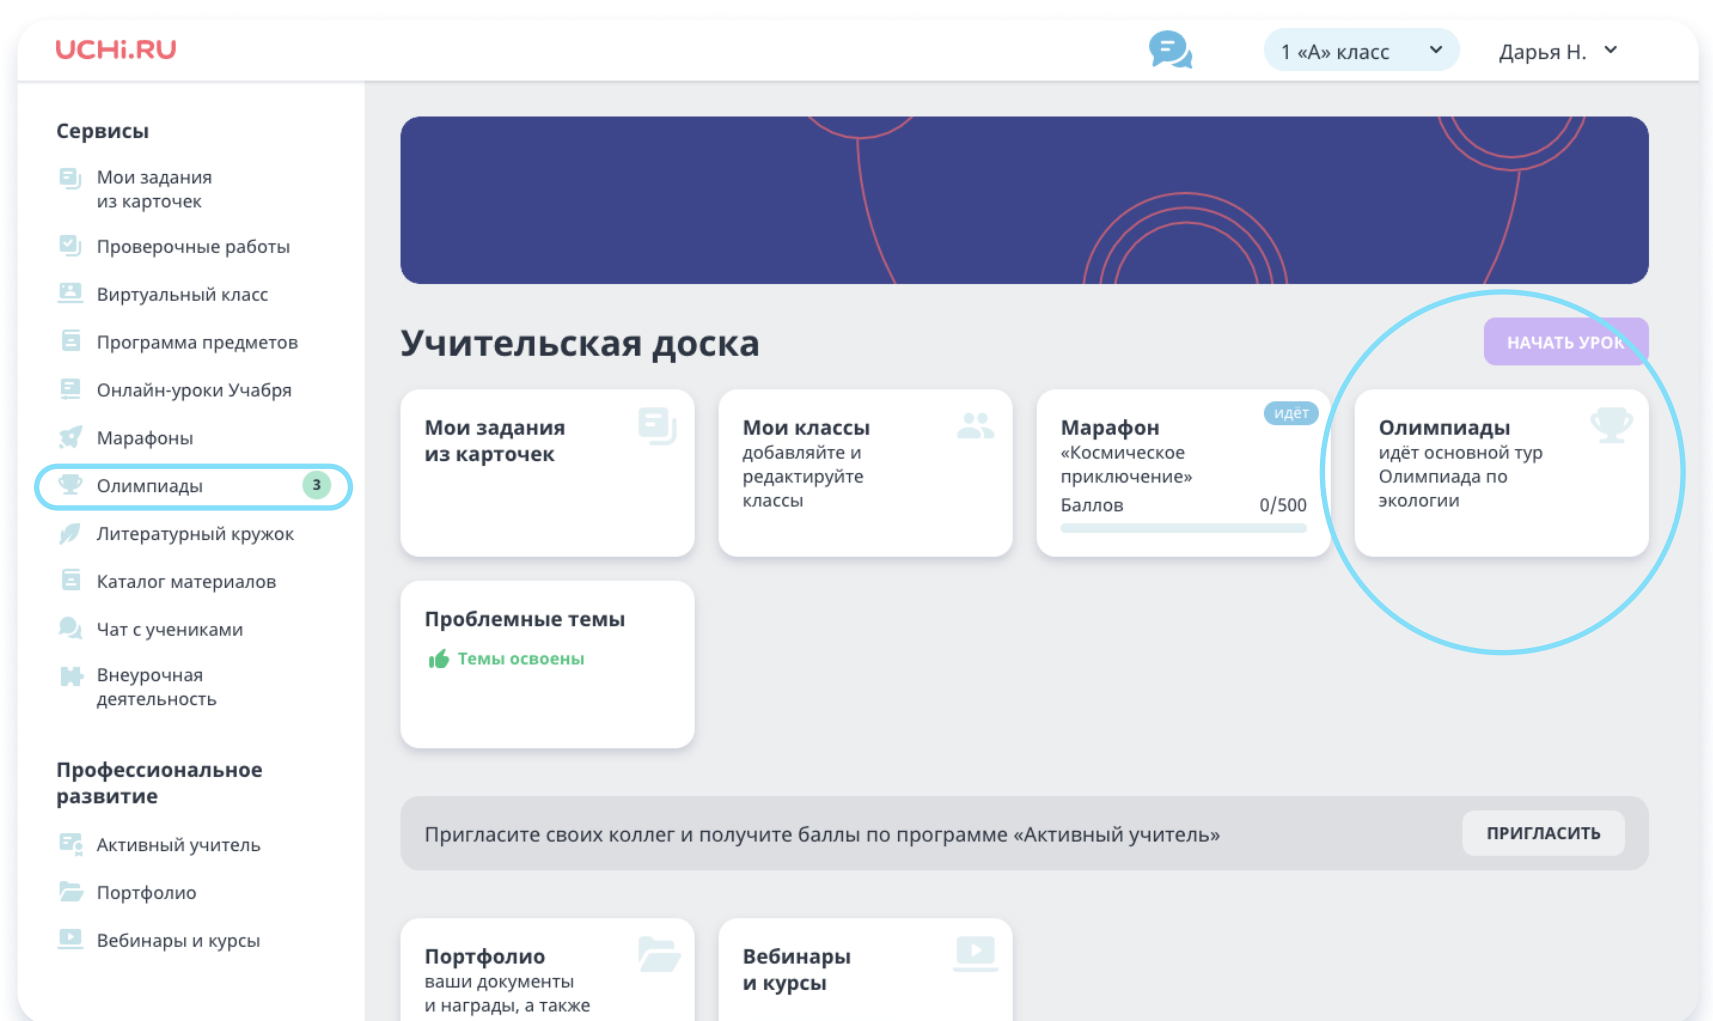 UCHi.RU
1 «А» класс
Дарья Н.
Сервисы
Мои задания
из карточек
Проверочные работы
Виртуальный класс
Программа предметов
Онлайн-уроки Учабря
Марафоны
Олимпиады 3
Литературный кружок
Каталог материалов
Чат с учениками
Внеурочная
деятельность
Профессиональное
развитие
Активный учитель
Портфолио
Вебинары и курсы
Учительская доска
НАЧАТЬ УРОК
Мои задания
из карточек
Мои классы
добавляйте и
редактируйте
классы
идёт
Марафон
«Космическое
приключение»
Баллов 0/500
Олимпиады
идёт основной тур
Олимпиада по
экологии
Проблемные темы
Темы освоены
Пригласите своих коллег и получите баллы по программе «Активный учитель»
ПРИГЛАСИТЬ
Портфолио
ваши документы
и награды, а также
Вебинары
и курсы